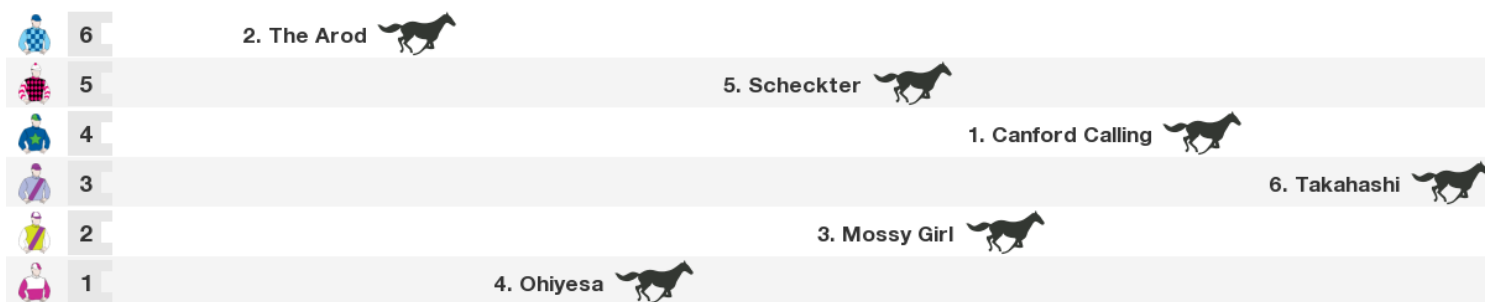 6 2. The Arod
5 5. Scheckter
4 1. Canford Calling
3 6. Takahashi
2 3. Mossy Girl
1 4. Ohiyesa